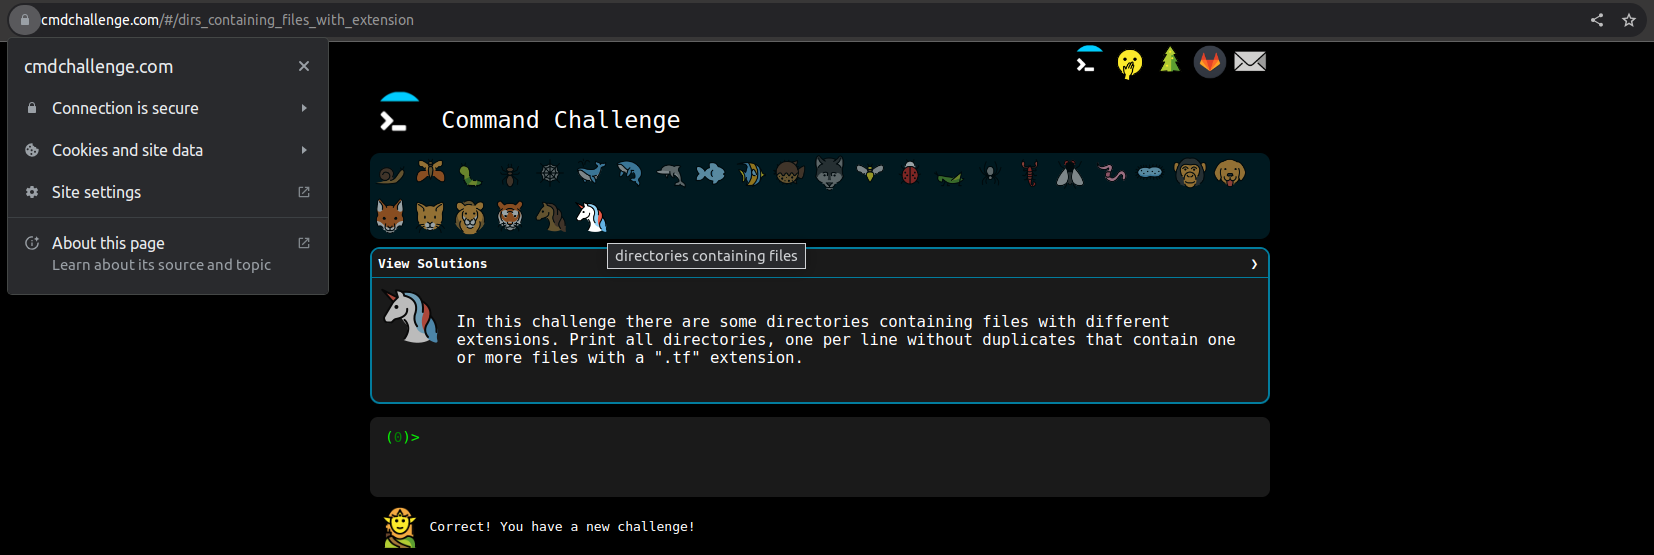 cmdchallenge.com/#/dirs_containing_files_with_extension
cmdchallenge.com
Connection is secure
Cookies and site data
Site settings
About this page
Learn about its source and topic
Command Challenge
directories containing files
View Solutions
In this challenge there are some directories containing files with different
extensions. Print all directories, one per line without duplicates that contain one
or more files with a ".tf" extension.
(0)>
Correct! You have a new challenge!